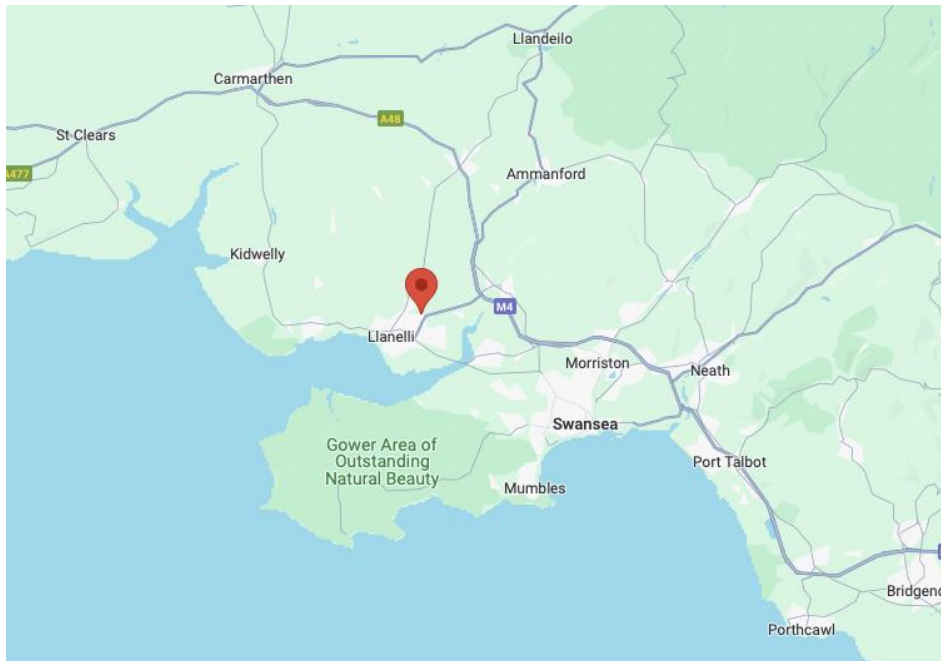 Llandeilo
Carmarthen
A48
St Clears
A477
Ammanford
Kidwelly
M4
Llanelli
Morriston
Neath
Swansea
Gower Area of
Outstanding
Natural Beauty
Port Talbot
Mumbles
Bridgend
Porthcawl